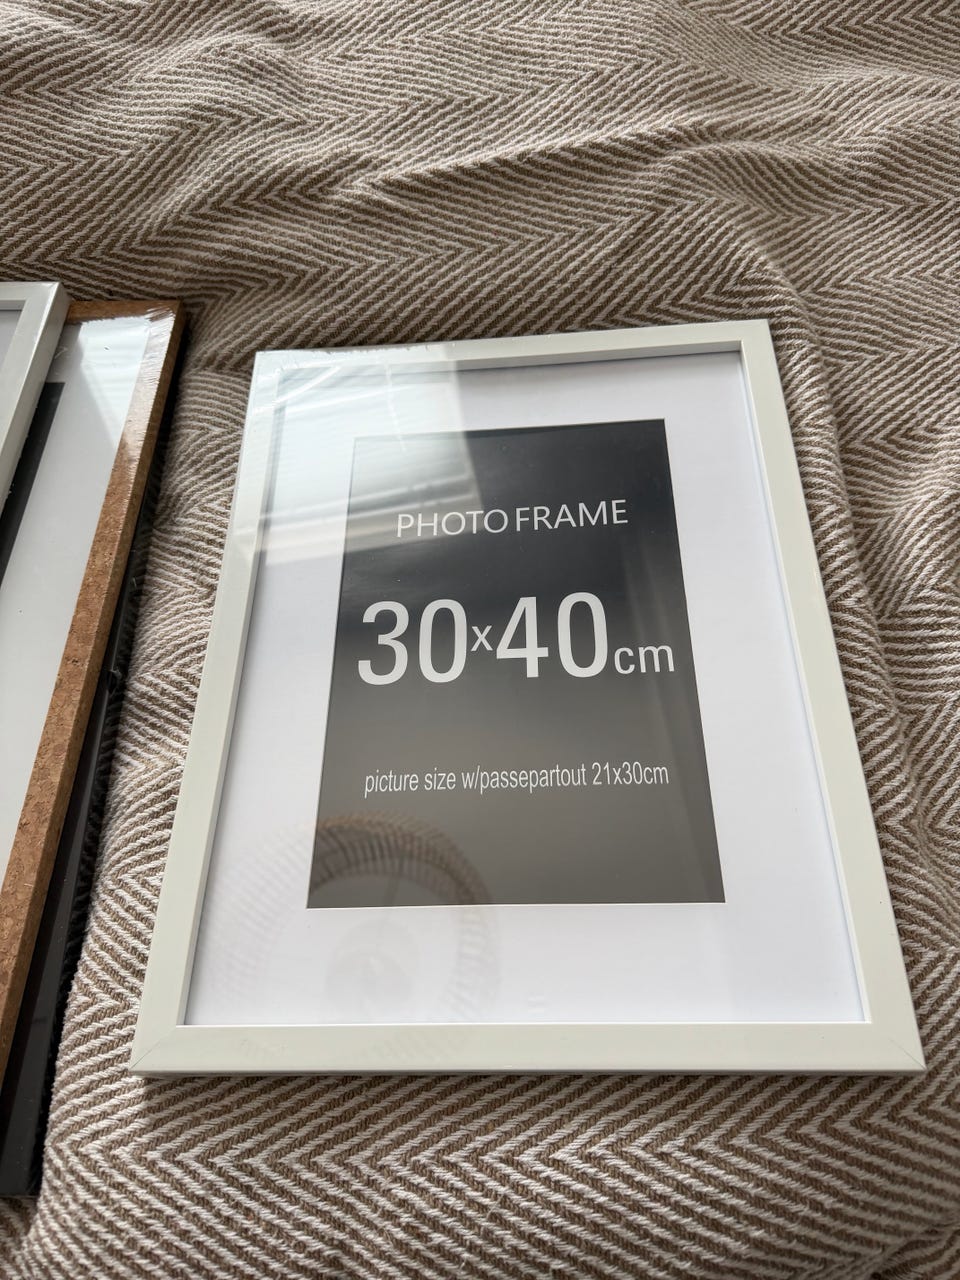 PHOTO FRAME
30x40cm
picture size w/passepartout 21x30cm